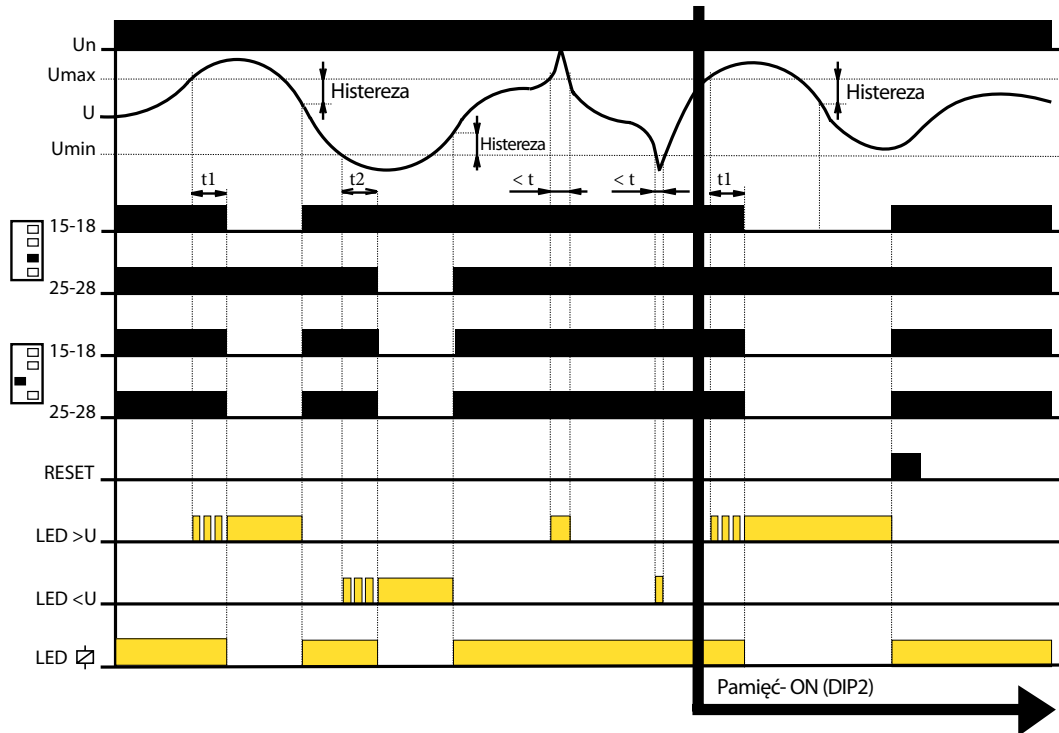 Un
Umax
Histereza
Histereza
U
Umin
Histereza
t1
t2
< t
< t
t1
15-18
25-28
15-18
25-28
RESET
LED >U
LED <U
LED
Pamięć- ON (DIP2)